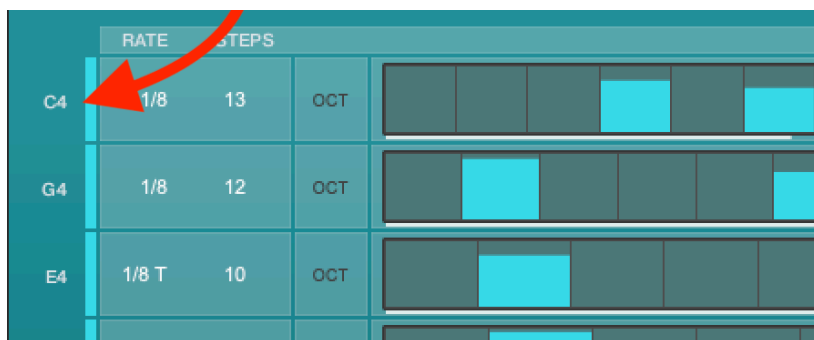 RATE STEPS
C4 1/8 13 OCT
G4 1/8 12 OCT
E4 1/8 T 10 OCT